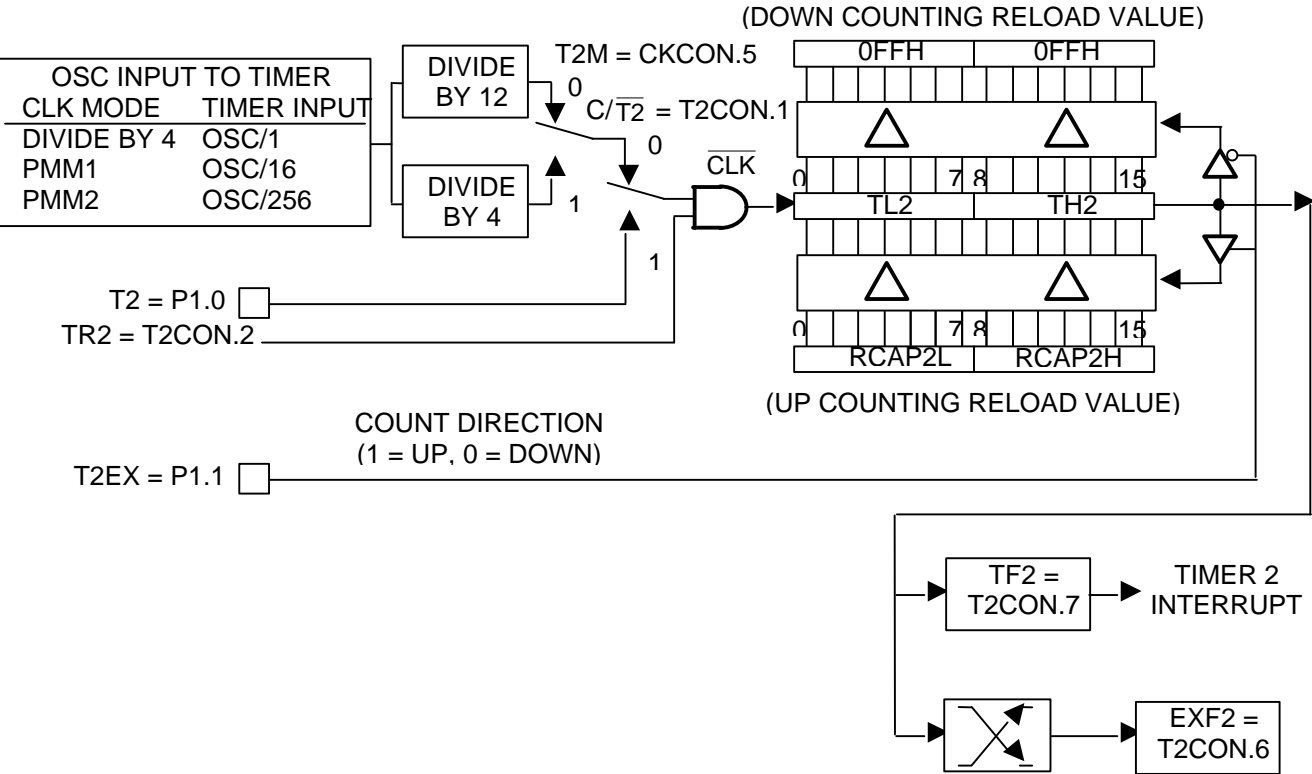 (DOWN COUNTING RELOAD VALUE)
0FFH 0FFH
OSC INPUT TO TIMER
CLK MODE TIMER INPUT
DIVIDE BY 4 OSC/1
PMM1 OSC/16
PMM2 OSC/256
DIVIDE
BY 12
DIVIDE
BY 4
T2M = CKCON.5
0
1
C/T2 = T2CON.1
0
1
CLK
0 7 8 15
TL2 TH2
0 7 8 15
RCAP2L RCAP2H
(UP COUNTING RELOAD VALUE)
T2 = P1.0
TR2 = T2CON.2
COUNT DIRECTION
(1 = UP, 0 = DOWN)
T2EX = P1.1
TF2 =
T2CON.7
TIMER 2
INTERRUPT
EXF2 =
T2CON.6